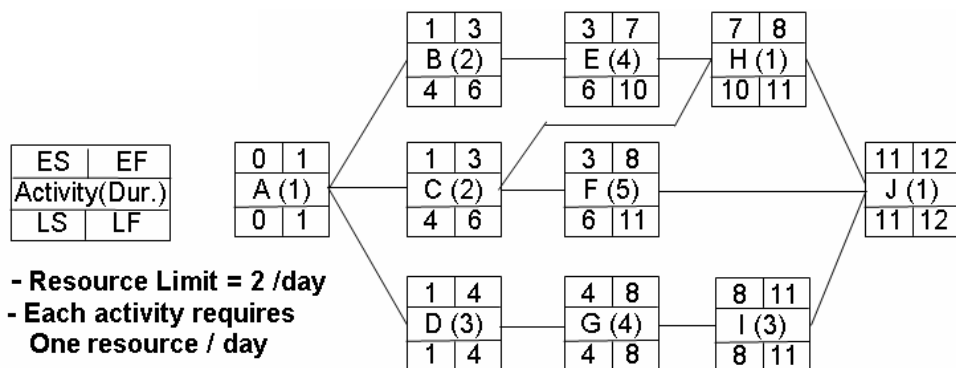 1 3
B (2)
4 6
3 7
E (4)
6 10
7 8
H (1)
10 11
ES EF
Activity(Dur.)
LS LF
0 1
A (1)
0 1
1 3
C (2)
4 6
3 8
F (5)
6 11
11 12
J (1)
11 12
- Resource Limit = 2 /day
- Each activity requires
One resource / day
1 4
D (3)
1 4
4 8
G (4)
4 8
8 11
I (3)
8 11